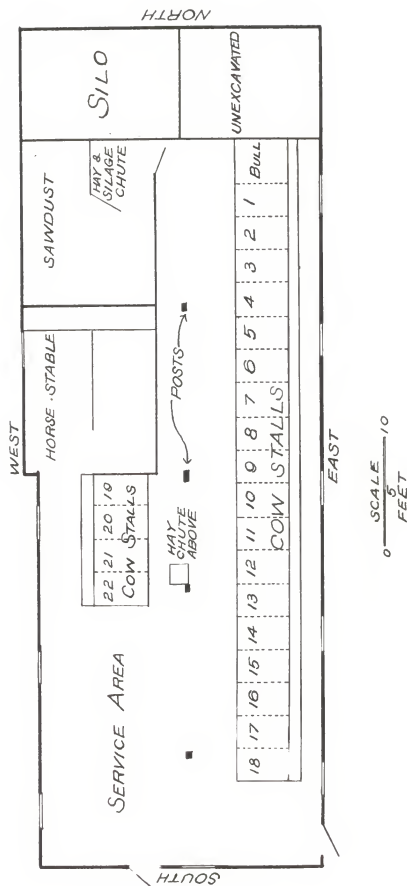 NORTH
SILO
UNEXCAVATED
SAWDUST
HAY &
SILAGE
CHUTE
BULL
1
2
3
4
5
6
7
8
9
10
11
12
13
14
15
16
17
18
COW STALLS
WEST
HORSE - STABLE
POSTS
22 21 20 19
COW STALLS
HAY
CHUTE
ABOVE
EAST
SERVICE AREA
SOUTH
SCALE
0 5 10
FEET